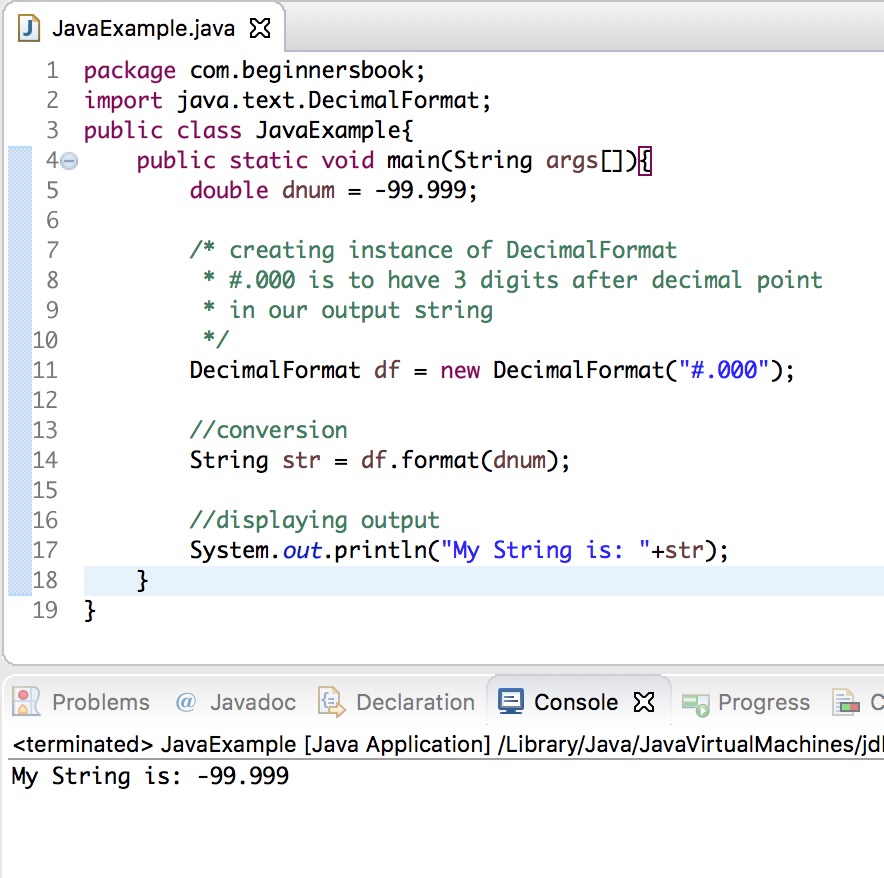 JavaExample.java
1 package com.beginnersbook;
2 import java.text.DecimalFormat;
3 public class JavaExample{
4 public static void main(String args[]){
5 double dnum = -99.999;
6
7 /* creating instance of DecimalFormat
8 * #.000 is to have 3 digits after decimal point
9 * in our output string
10 */
11 DecimalFormat df = new DecimalFormat("#.000");
12
13 //conversion
14 String str = df.format(dnum);
15
16 //displaying output
17 System.out.println("My String is: "+str);
18 }
19 }
Problems @ Javadoc Declaration Console Progress
<terminated> JavaExample [Java Application] /Library/Java/JavaVirtualMachines/jd
My String is: -99.999